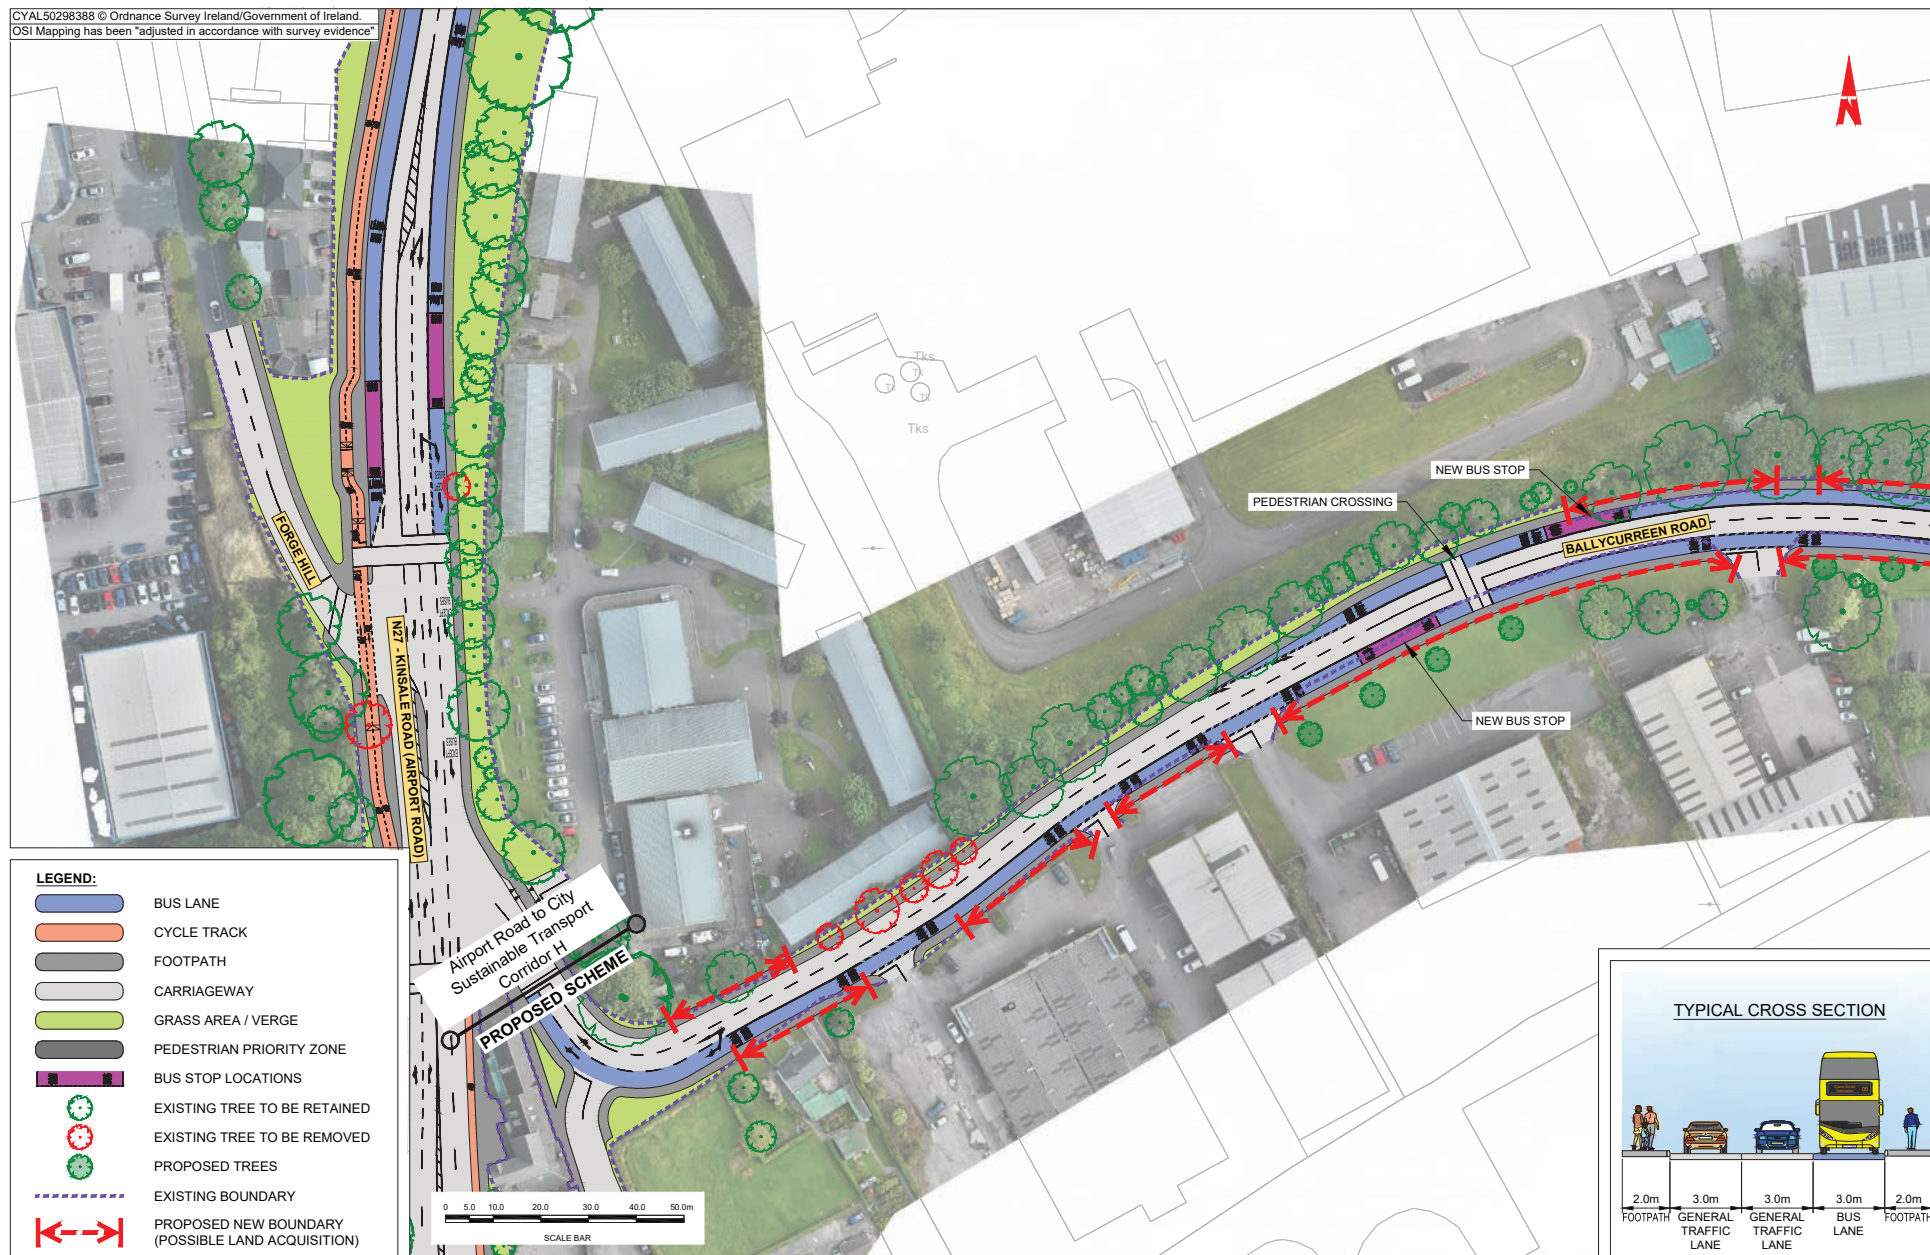 CYAL50298388 © Ordnance Survey Ireland/Government of Ireland.
OSI Mapping has been "adjusted in accordance with survey evidence"
N
Tks
Tk
Tk
Tks
NEW BUS STOP
PEDESTRIAN CROSSING
BALLYCURREEN ROAD
NEW BUS STOP
FORGE HILL
N27 - KINSALE ROAD (AIRPORT ROAD)
EXCEPT
BUSES
Airport Road to City
Sustainable Transport
Corridor H
PROPOSED SCHEME
LEGEND:
BUS LANE
CYCLE TRACK
FOOTPATH
CARRIAGEWAY
GRASS AREA / VERGE
PEDESTRIAN PRIORITY ZONE
BUS STOP LOCATIONS
EXISTING TREE TO BE RETAINED
EXISTING TREE TO BE REMOVED
PROPOSED TREES
EXISTING BOUNDARY
PROPOSED NEW BOUNDARY
(POSSIBLE LAND ACQUISITION)
0 5.0 10.0 20.0 30.0 40.0 50.0m
SCALE BAR
TYPICAL CROSS SECTION
2.0m 3.0m 3.0m 3.0m 2.0m
FOOTPATH GENERAL TRAFFIC LANE GENERAL TRAFFIC LANE BUS LANE FOOTPATH